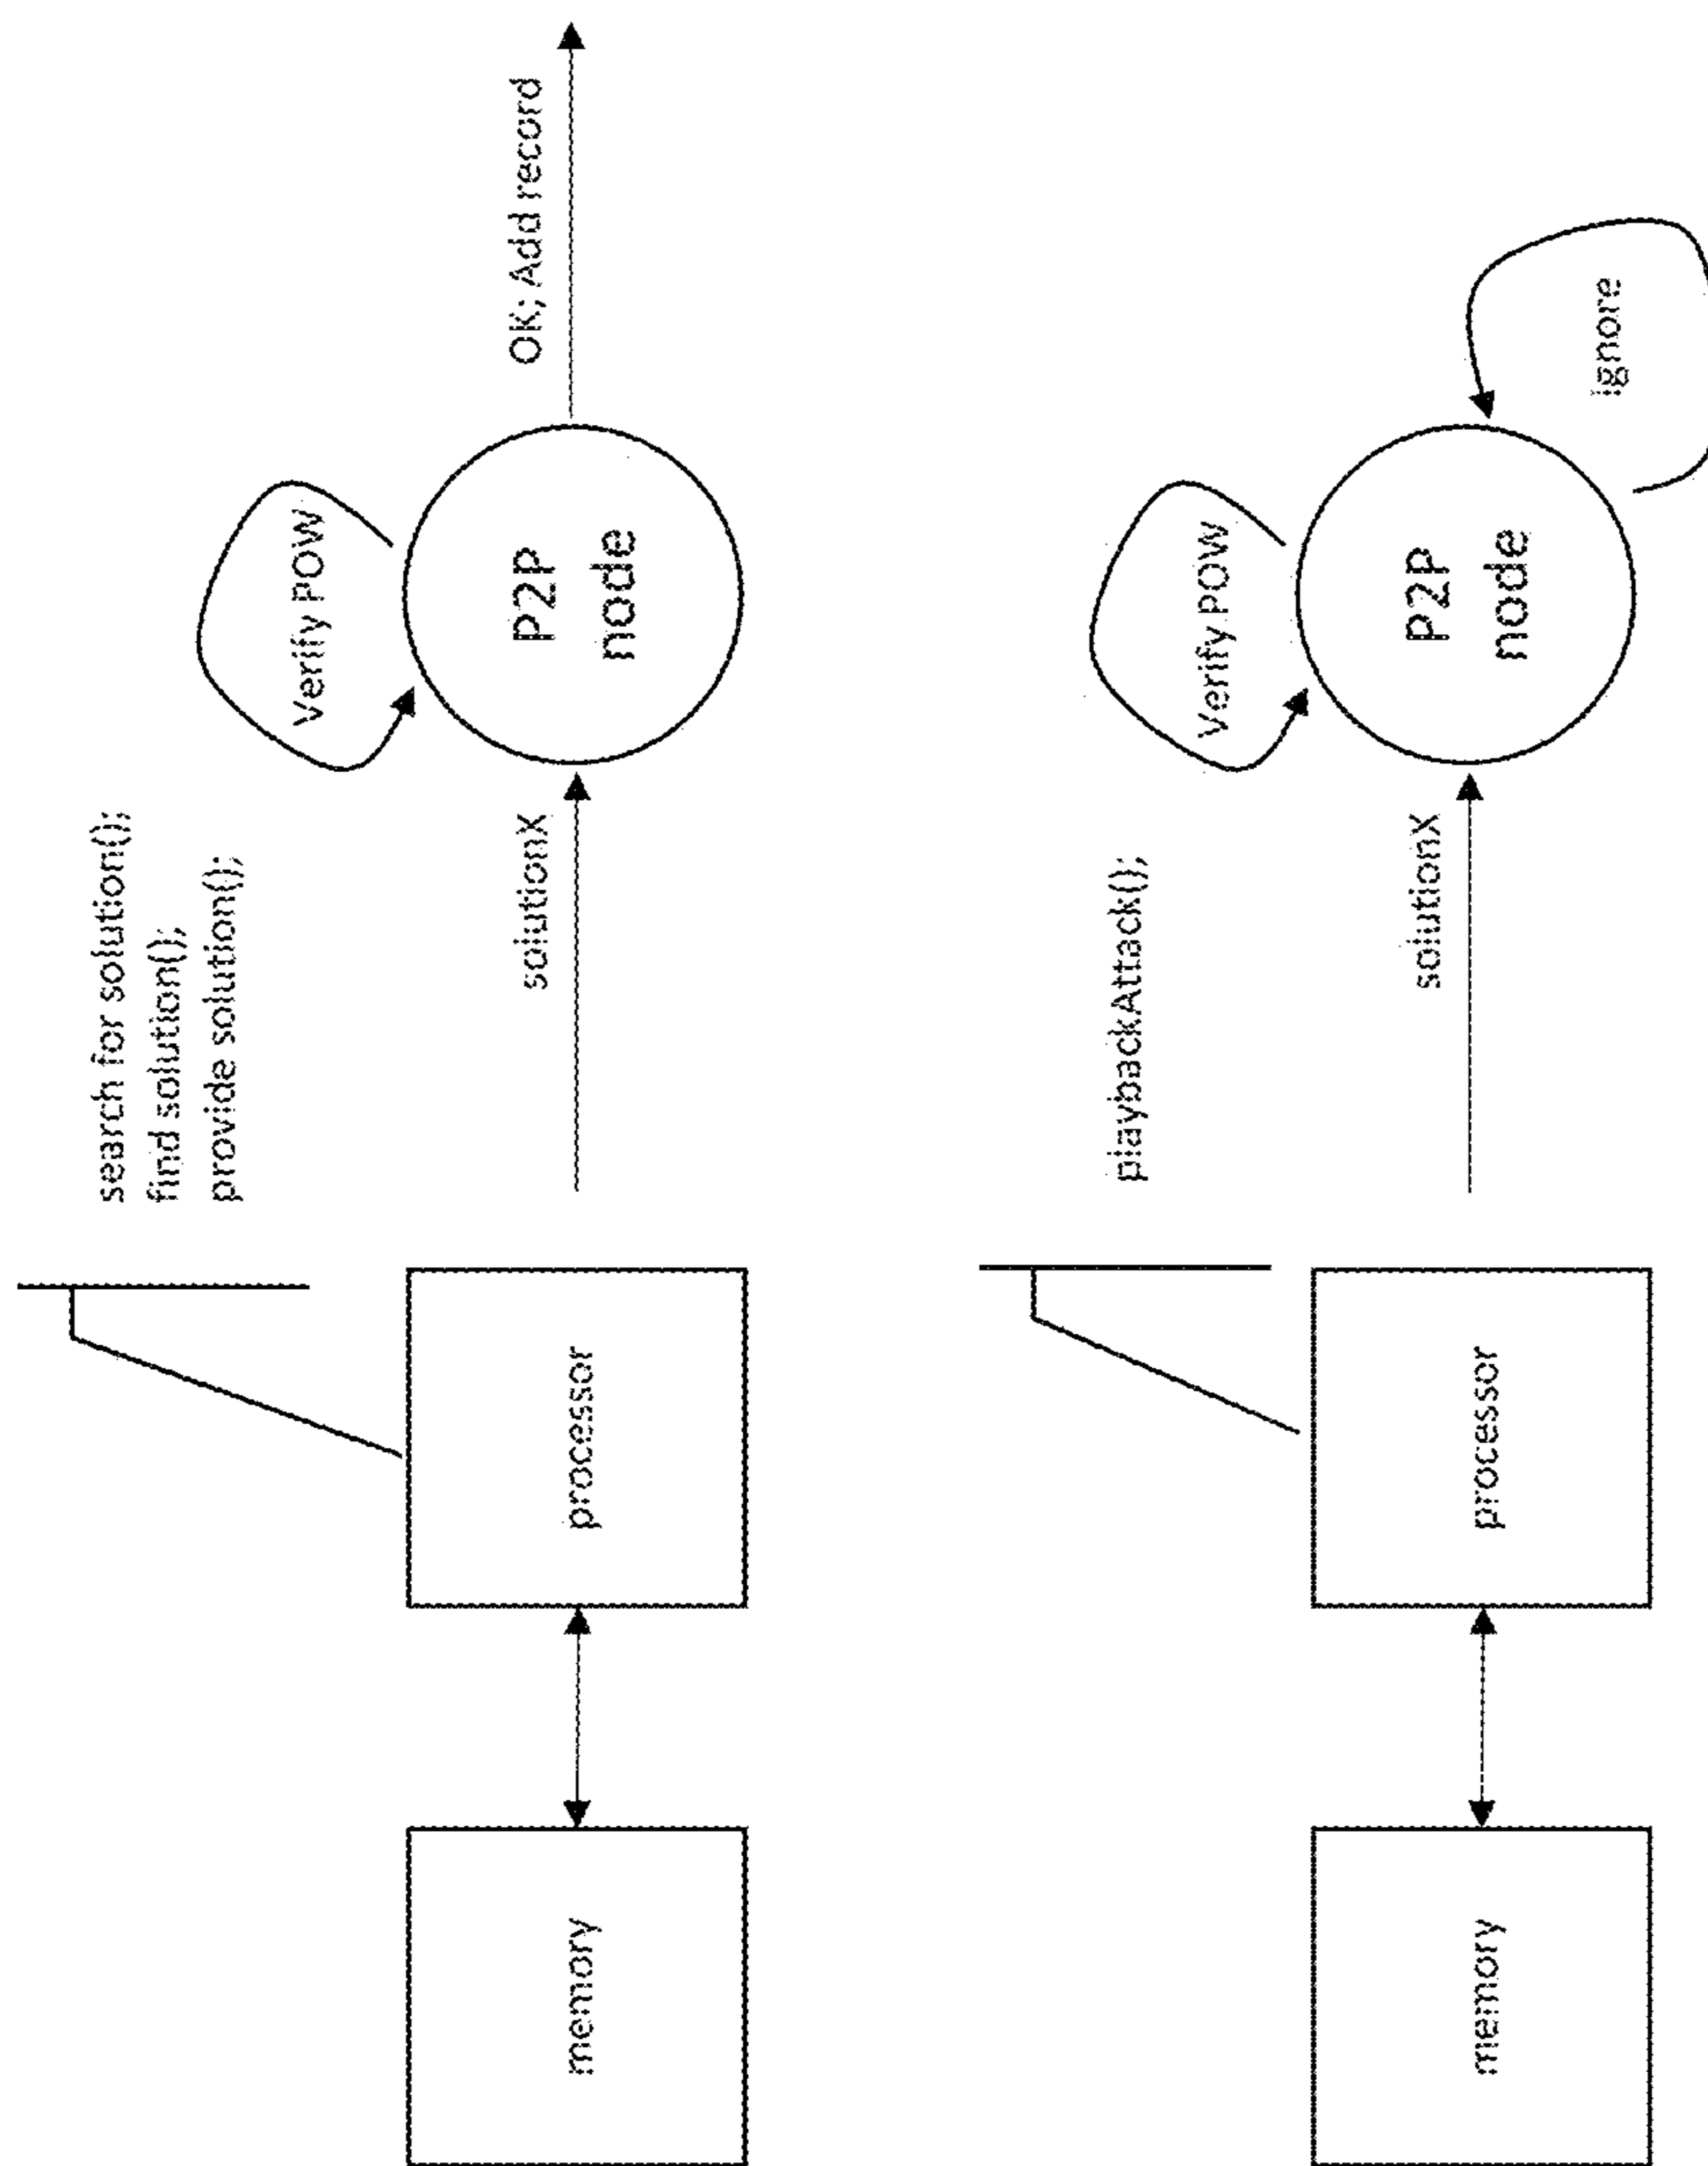 memory
processor
search for solution();
find solution();
provide solution();
solutionX
Verify POW
P2P
node
OK; Add record
memory
processor
playbackAttack();
solutionX
Verify POW
P2P
node
ignore